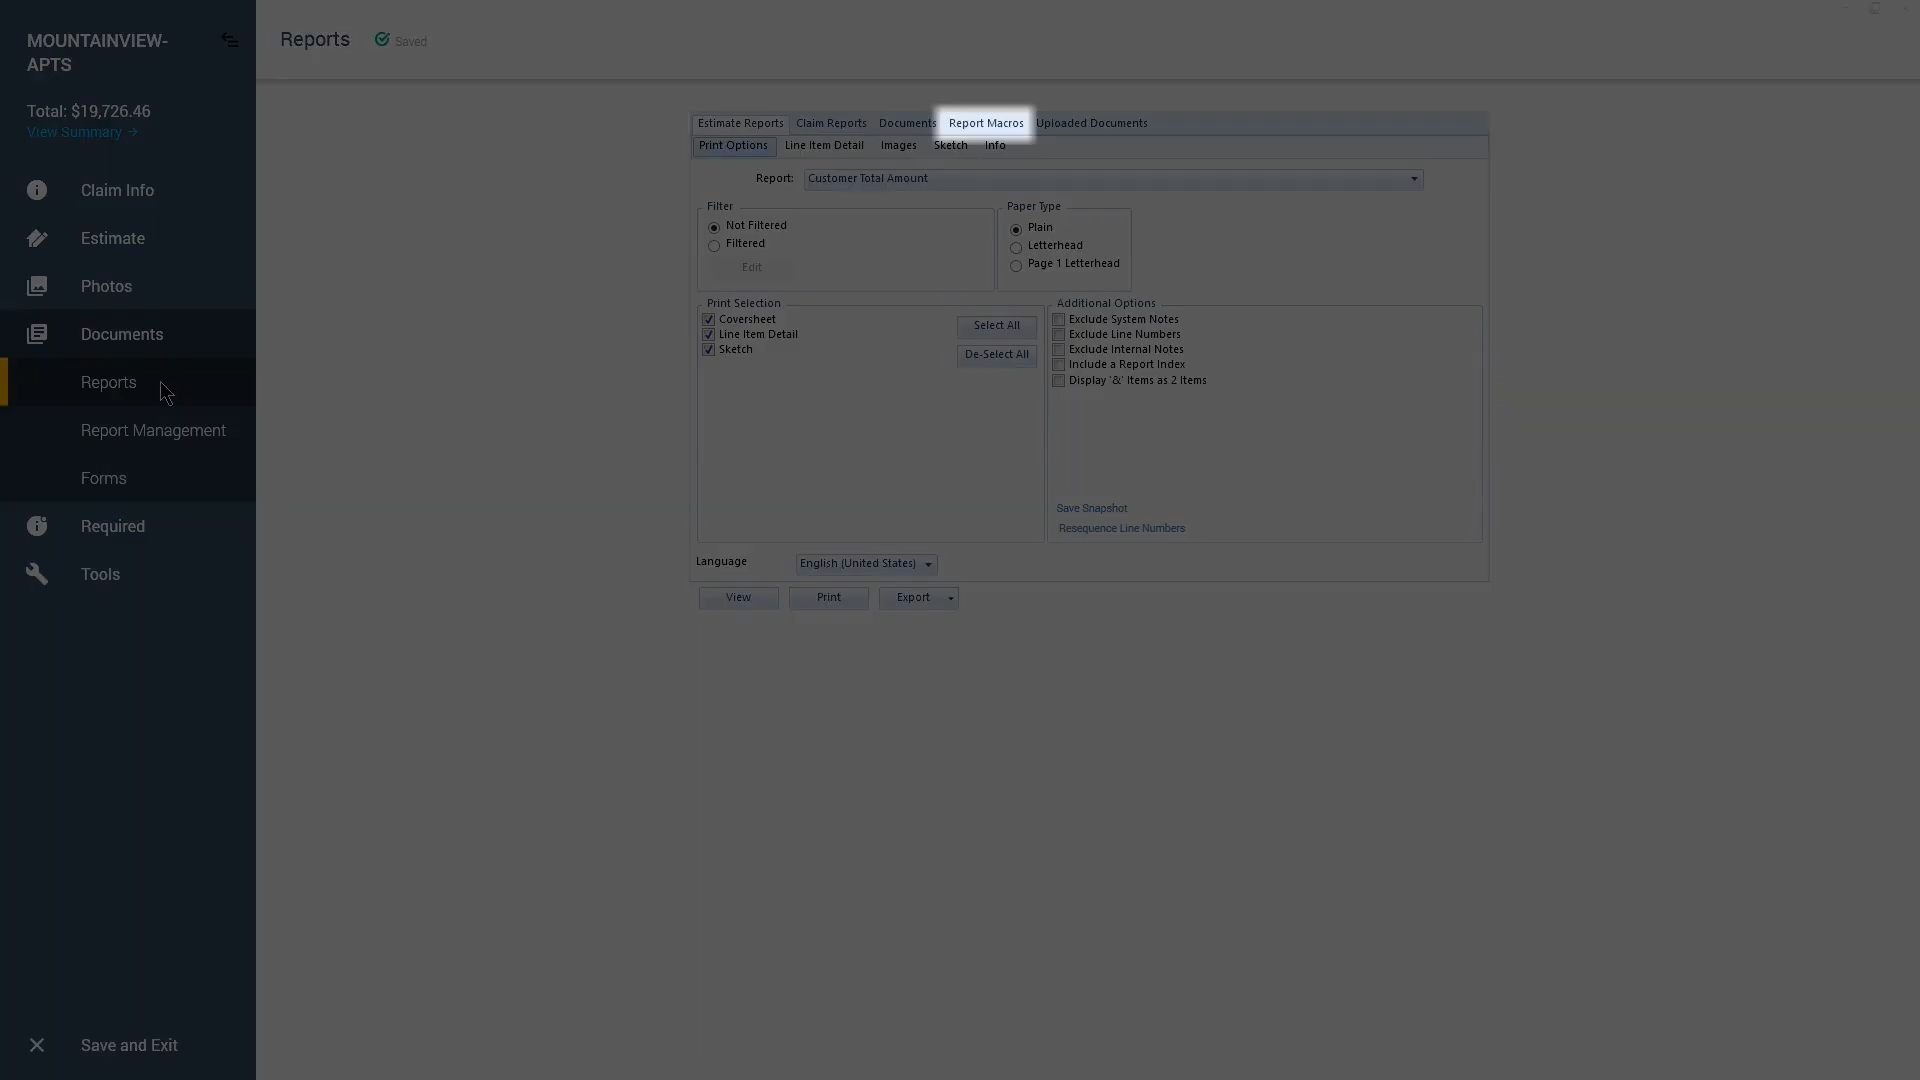 MOUNTAINVIEW-
APTS
Total: $19,726.46
View Summary →
Claim Info
Estimate
Photos
Documents
Reports
Report Management
Forms
Required
Tools
Save and Exit
Reports
Saved
Estimate Reports Claim Reports Documents Report Macros Uploaded Documents
Print Options Line Item Detail Images Sketch Info
Report: Customer Total Amount
Filter
Not Filtered
Filtered
Edit
Paper Type
Plain
Letterhead
Page 1 Letterhead
Print Selection
Coversheet
Line Item Detail
Sketch
Select All
De-Select All
Additional Options
Exclude System Notes
Exclude Line Numbers
Exclude Internal Notes
Include a Report Index
Display '&' Items as 2 Items
Save Snapshot
Resequence Line Numbers
Language English (United States)
View Print Export